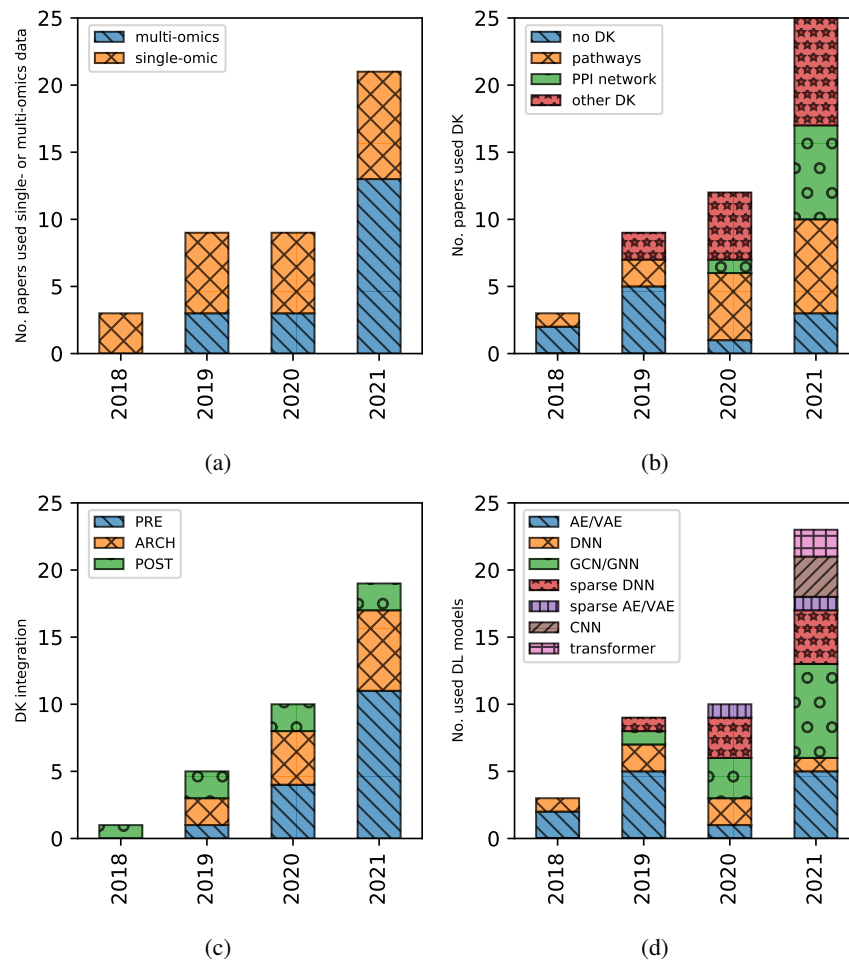 No. papers used single- or multi-omics data
25
20
15
10
5
0
multi-omics
single-omic
2018
2019
2020
2021
(a)
No. papers used DK
25
20
15
10
5
0
no DK
pathways
PPI network
other DK
2018
2019
2020
2021
(b)
DK integration
25
20
15
10
5
0
PRE
ARCH
POST
2018
2019
2020
2021
(c)
No. used DL models
25
20
15
10
5
0
AE/VAE
DNN
GCN/GNN
sparse DNN
sparse AE/VAE
CNN
transformer
2018
2019
2020
2021
(d)